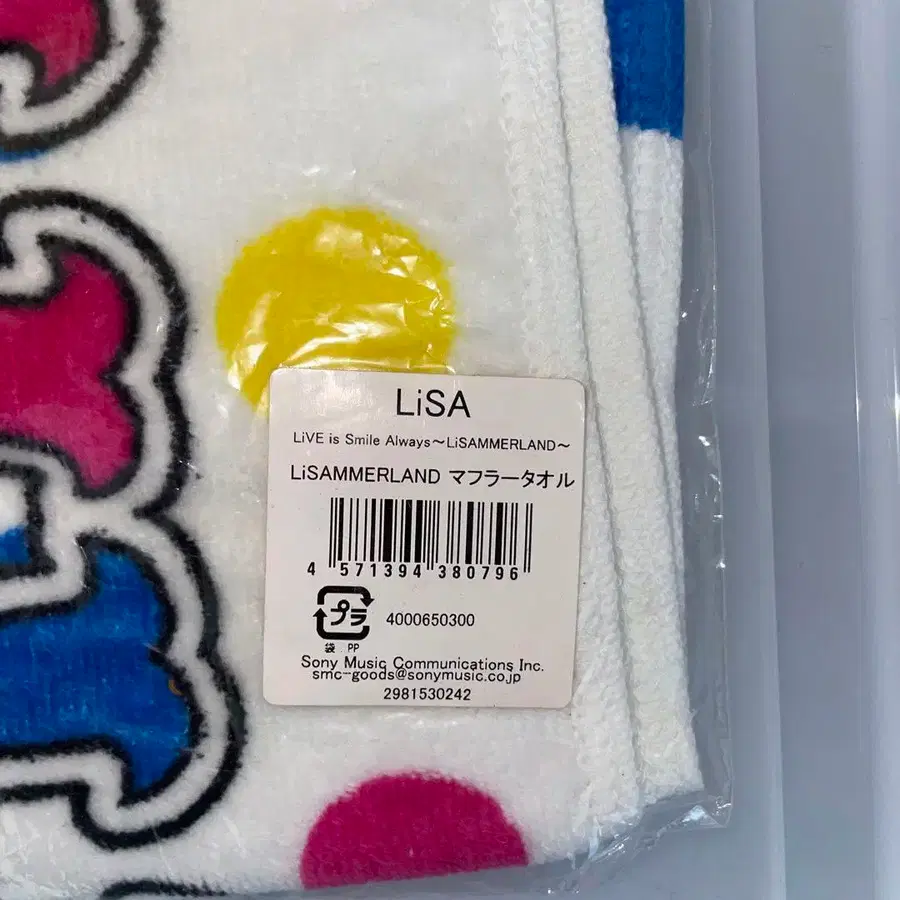 LiSA
LiVE is Smile Always～LiSAMMERLAND～
LiSAMMERLAND マフラータオル
4 571394 380796
プラ 4000650300
袋 PP
Sony Music Communications Inc.
smc-goods@sonymusic.co.jp
2981530242